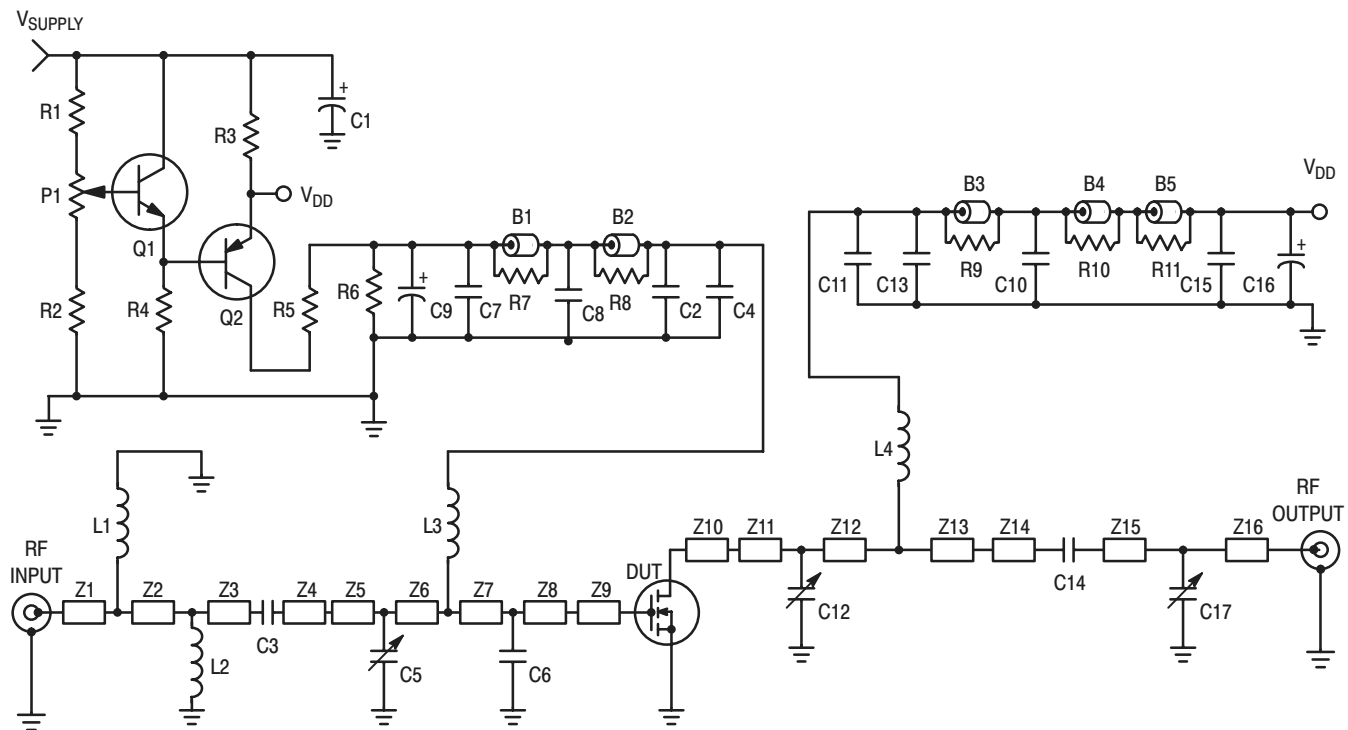 VSUPPLY
R1
P1
R2
Q1
R4
R3
VDD
Q2
C1
+
R5
R6
+
C9
C7
B1
R7
C8
B2
R8
C2
C4
VDD
B3
B4
B5
R9
R10
R11
C11
C13
C10
C15
C16
+
L1
L3
L4
RF
INPUT
Z1
Z2
Z3
Z4
Z5
Z6
Z7
Z8
Z9
L2
C3
C5
C6
DUT
Z10
Z11
Z12
Z13
Z14
Z15
Z16
C12
C14
C17
RF
OUTPUT